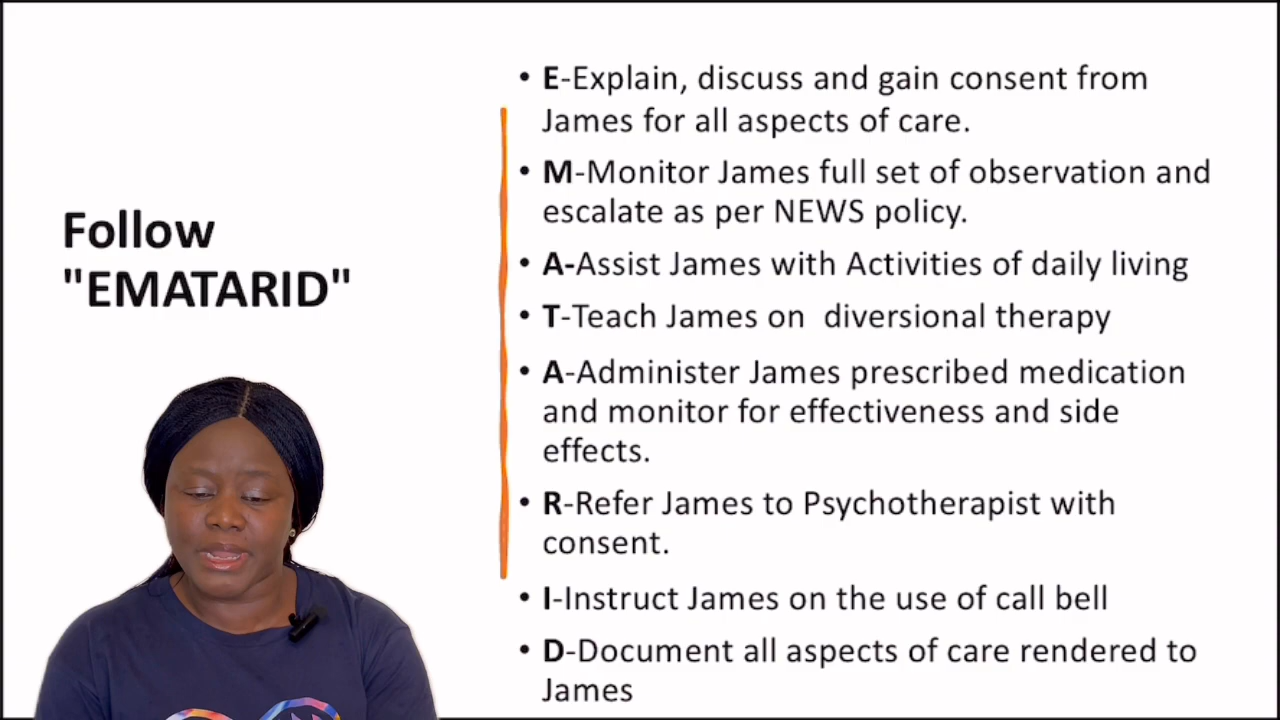 Follow
"EMATARID"
• E-Explain, discuss and gain consent from
James for all aspects of care.
• M-Monitor James full set of observation and
escalate as per NEWS policy.
• A-Assist James with Activities of daily living
• T-Teach James on  diversional therapy
• A-Administer James prescribed medication
and monitor for effectiveness and side
effects.
• R-Refer James to Psychotherapist with
consent.
• I-Instruct James on the use of call bell
• D-Document all aspects of care rendered to
James